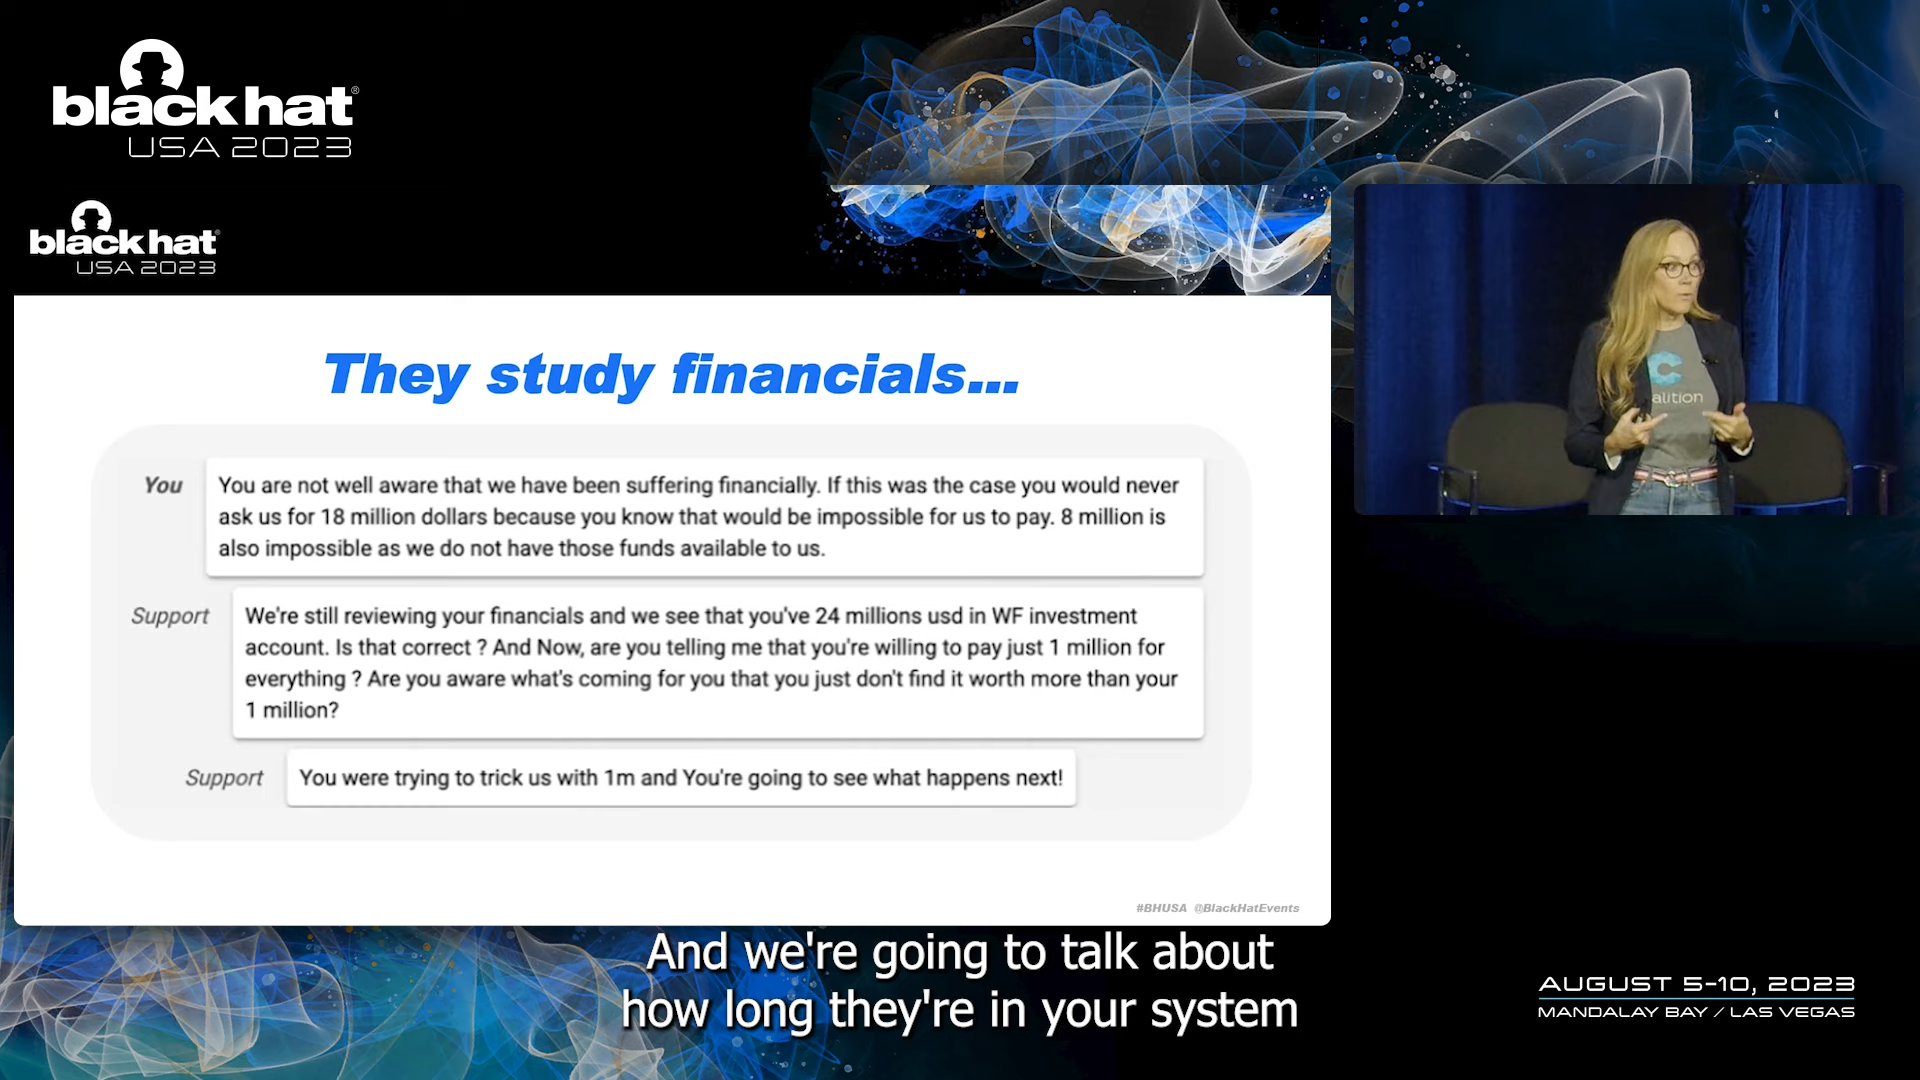 black hat®
USA 2023
black hat
USA 2023
They study financials...
You
You are not well aware that we have been suffering financially. If this was the case you would never
ask us for 18 million dollars because you know that would be impossible for us to pay. 8 million is
also impossible as we do not have those funds available to us.
Support
We're still reviewing your financials and we see that you've 24 millions usd in WF investment
account. Is that correct ? And Now, are you telling me that you're willing to pay just 1 million for
everything ? Are you aware what's coming for you that you just don't find it worth more than your
1 million?
Support
You were trying to trick us with 1m and You're going to see what happens next!
#BHUSA @BlackHatEvents
C
alition
And we're going to talk about
how long they're in your system
AUGUST 5-10, 2023
MANDALAY BAY / LAS VEGAS